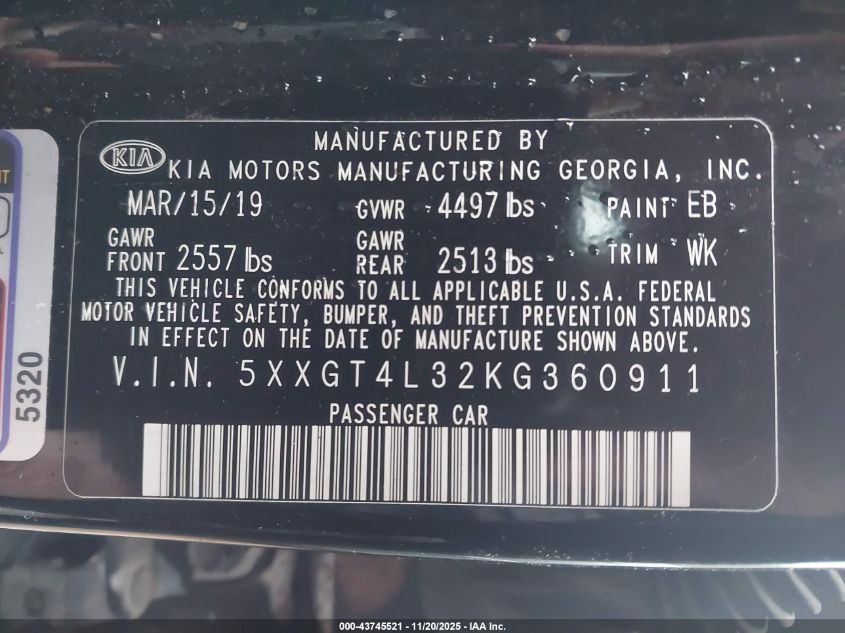 MANUFACTURED BY
KIA KIA MOTORS MANUFACTURING GEORGIA, INC.
MAR/15/19 GVWR 4497 lbs PAINT EB
GAWR FRONT 2557 lbs GAWR REAR 2513 lbs TRIM WK
THIS VEHICLE CONFORMS TO ALL APPLICABLE U.S.A. FEDERAL
MOTOR VEHICLE SAFETY, BUMPER, AND THEFT PREVENTION STANDARDS
IN EFFECT ON THE DATE OF MANUFACTURE SHOWN ABOVE.
V.I.N. 5XXGT4L32KG360911
PASSENGER CAR
5320
000-43745521 - 11/20/2025 - IAA Inc.